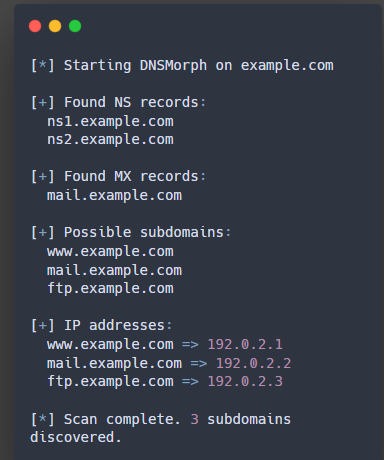 [*] Starting DNSMorph on example.com
[+] Found NS records:
ns1.example.com
ns2.example.com
[+] Found MX records:
mail.example.com
[+] Possible subdomains:
www.example.com
mail.example.com
ftp.example.com
[+] IP addresses:
www.example.com => 192.0.2.1
mail.example.com => 192.0.2.2
ftp.example.com => 192.0.2.3
[*] Scan complete. 3 subdomains
discovered.